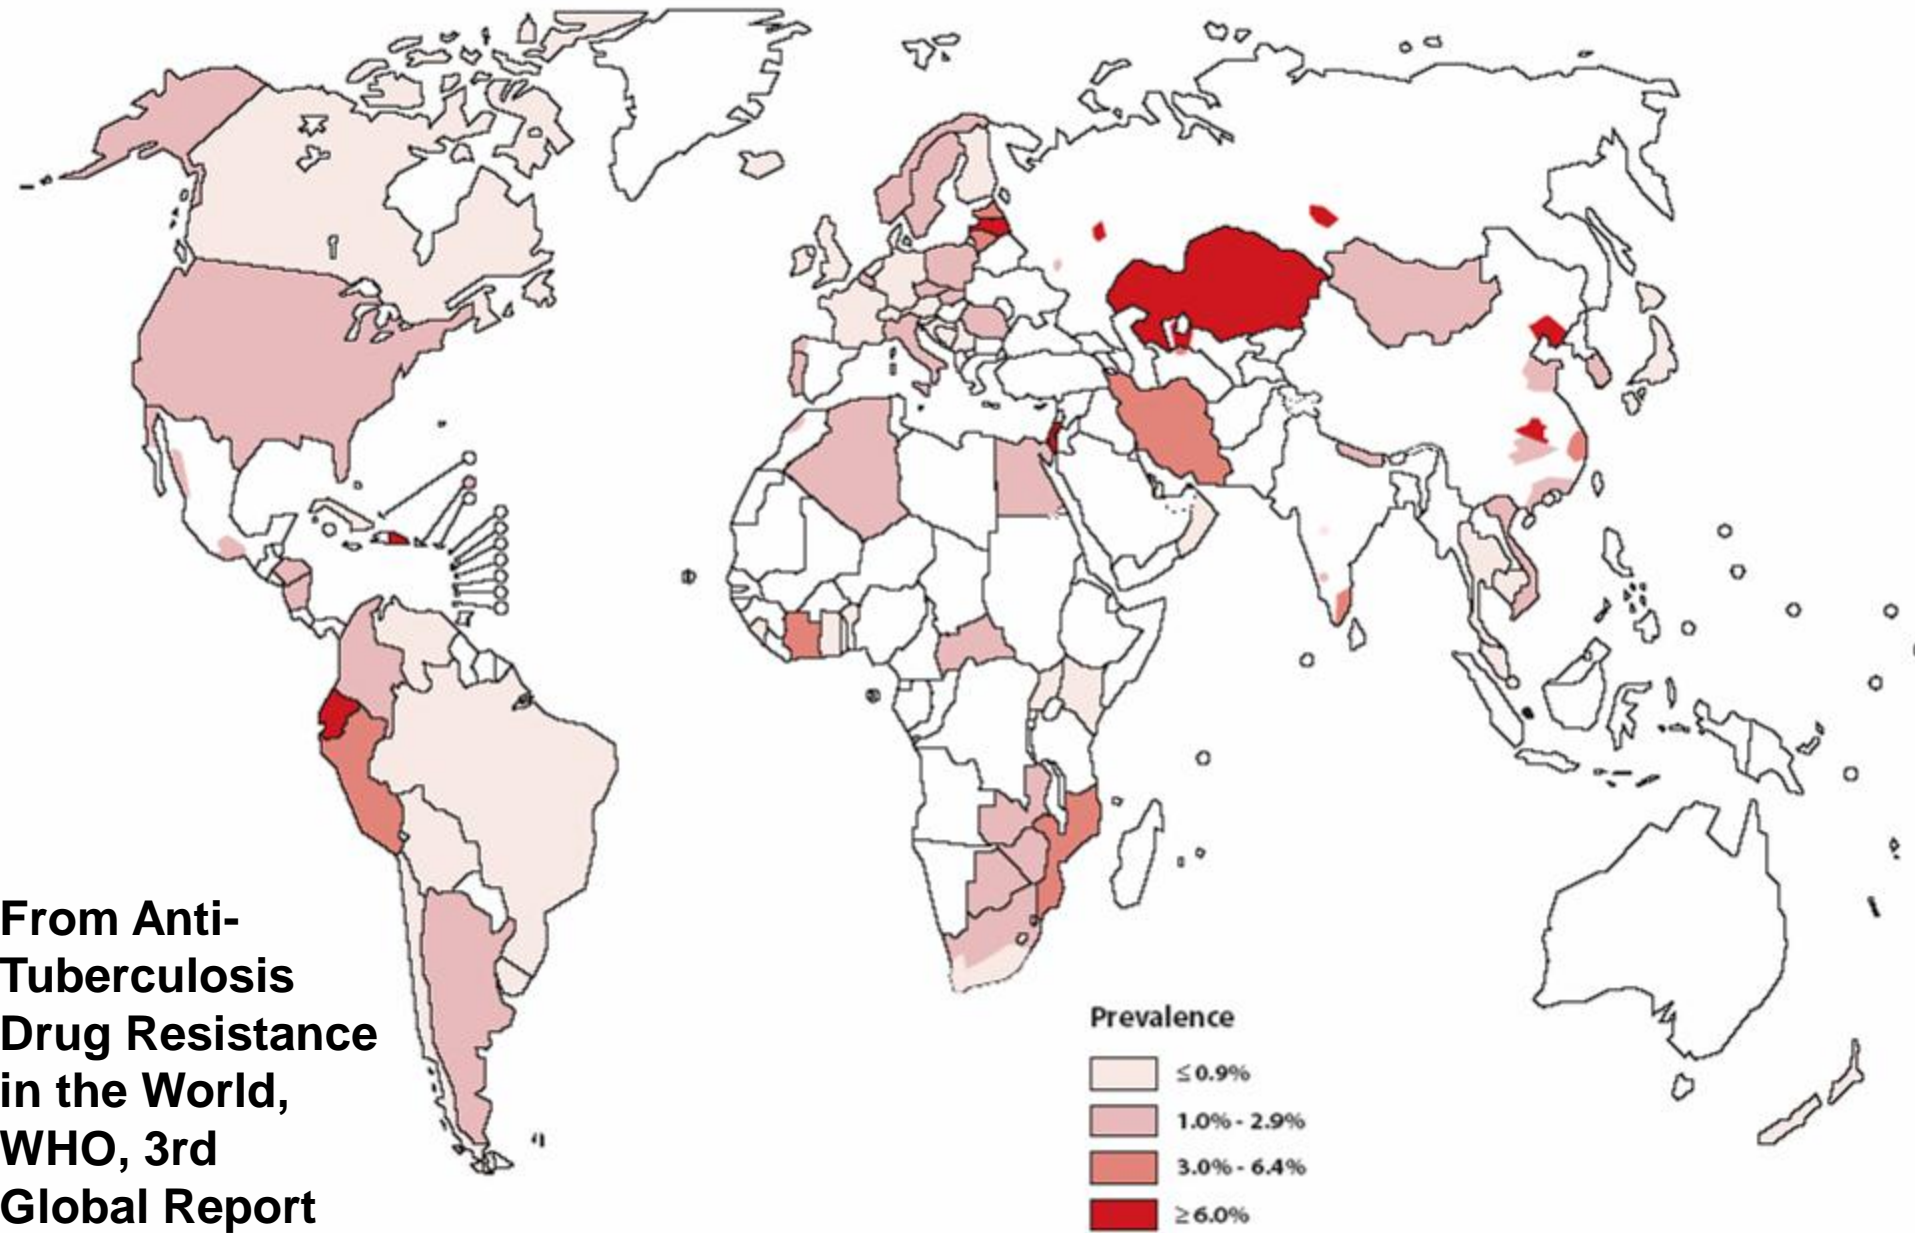 From Anti-
Tuberculosis
Drug Resistance
in the World,
WHO, 3rd
Global Report
Prevalence
≤ 0.9%
1.0% - 2.9%
3.0% - 6.4%
≥ 6.0%